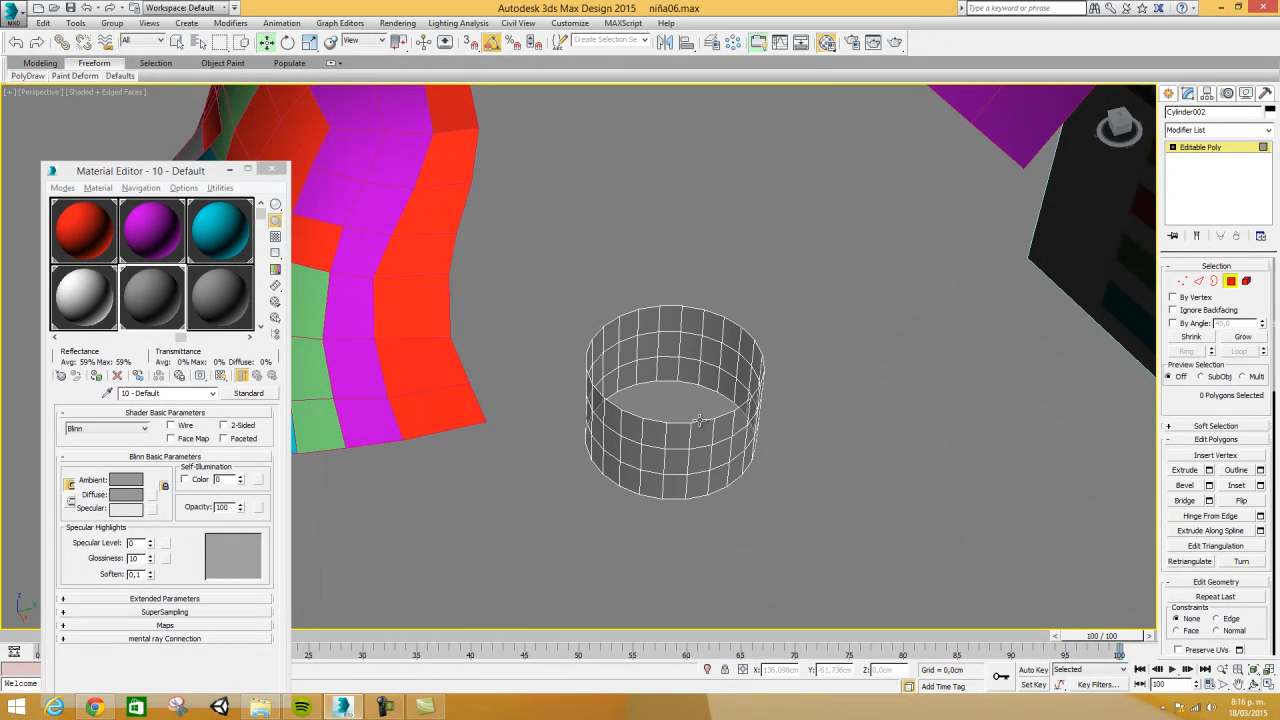 Workspace: Default
Autodesk 3ds Max Design 2015 niña06.max
Type a keyword or phrase
MXD
Edit Tools Group Views Create Modifiers Animation Graph Editors Rendering Lighting Analysis Civil View Customize MAXScript Help
All
View
Create Selection Se
Modeling Freeform Selection Object Paint Populate
PolyDraw Paint Deform Defaults
[+] [Perspective] [Shaded + Edged Faces]
Material Editor - 10 - Default
Modes Material Navigation Options Utilities
Reflectance
Avg: 59% Max: 59%
Transmittance
Avg: 0% Max: 0% Diffuse: 0%
10 - Default
Standard
Shader Basic Parameters
Blinn
Wire
2-Sided
Face Map
Faceted
Blinn Basic Parameters
Ambient:
Diffuse:
Specular:
Self-Illumination
Color 0
Opacity: 100
Specular Highlights
Specular Level: 0
Glossiness: 10
Soften: 0,1
Extended Parameters
SuperSampling
Maps
mental ray Connection
Cylinder002
Modifier List
Editable Poly
Selection
By Vertex
Ignore Backfacing
By Angle: 45,0
Shrink Grow
Ring Loop
Preview Selection
Off SubObj Multi
0 Polygons Selected
Soft Selection
Edit Polygons
Insert Vertex
Extrude Outline
Bevel Inset
Bridge Flip
Hinge From Edge
Extrude Along Spline
Edit Triangulation
Retriangulate Turn
Edit Geometry
Repeat Last
Constraints
None Edge
Face Normal
Preserve UVs
100 / 100
25 30 35 40 45 50 55 60 65 70 75 80 85 90 95 100
X: 136,098cm Y: -61,736cm Z: 0,0cm Grid = 0,0cm
Auto Key Selected
Welcome
Add Time Tag
Set Key Key Filters... 100
8:16 p. m.
18/03/2015